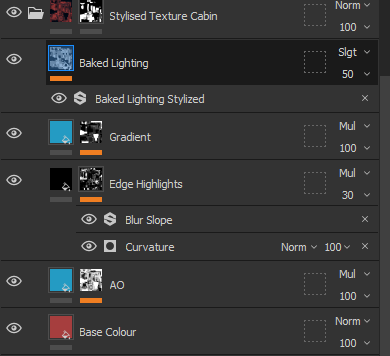 Stylised Texture Cabin Norm
100
Slgt
Baked Lighting
50
Baked Lighting Stylized
Mul
Gradient
100
Mul
Edge Highlights
30
Blur Slope
Curvature Norm 100
Mul
AO
100
Norm
Base Colour
100